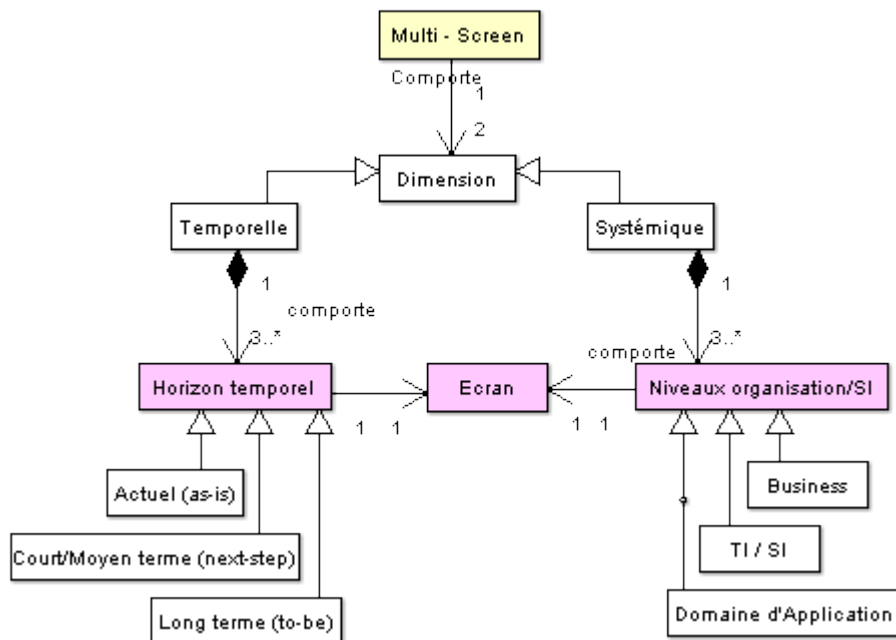 Multi - Screen
Comporte
1
2
Dimension
Temporelle
Systémique
1
1
comporte
3..*
3..*
comporte
Horizon temporel
Ecran
Niveaux organisation/SI
1 1
1 1
Actuel (as-is)
Business
Court/Moyen terme (next-step)
TI / SI
Long terme (to-be)
Domaine d'Application